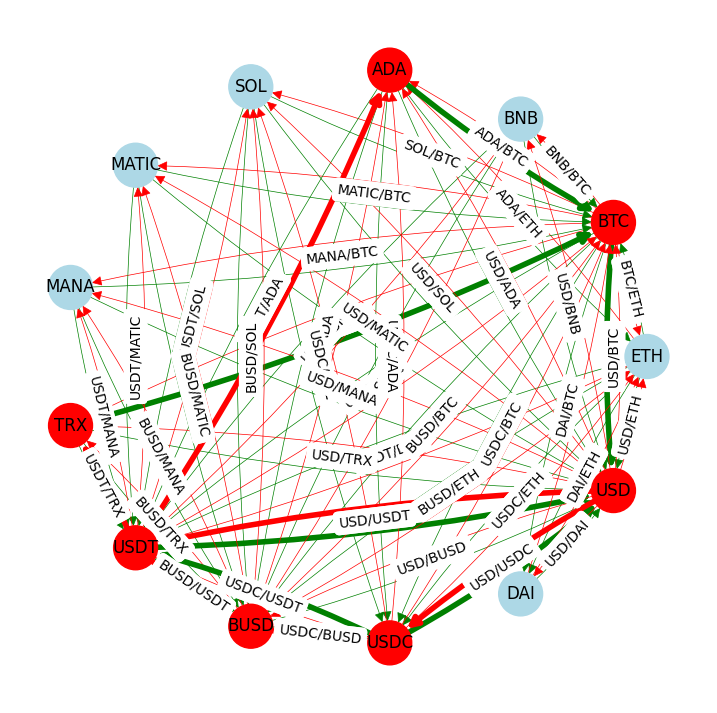 ADA
SOL
BNB
ADA/BTC
SOL/BTC
BNB/BTC
MATIC
MATIC/BTC
ADA/ETH
BTC
MANA/BTC
USD/ADA
BTC/ETH
MANA
USD/SOL
USD/BNB
T/ADA
USD/MATIC
USDT/MATIC
BUSD/SOL
USD/BTC
ETH
/ADA
USD/MANA
BUSD/MATIC
USDT/MANA
BUSD/BTC
DAI/BTC
USD/ETH
TRX
USDC/BTC
BUSD/MANA
USD/TRX
USDT/TRX
BUSD/ETH
DAI/ETH
USDC/ETH
USD
BUSD/TRX
USD/USDT
USDT
USD/DAI
USD/BUSD
USD/USDC
BUSD/USDT
USDC/USDT
DAI
BUSD
USDC/BUSD
USDC